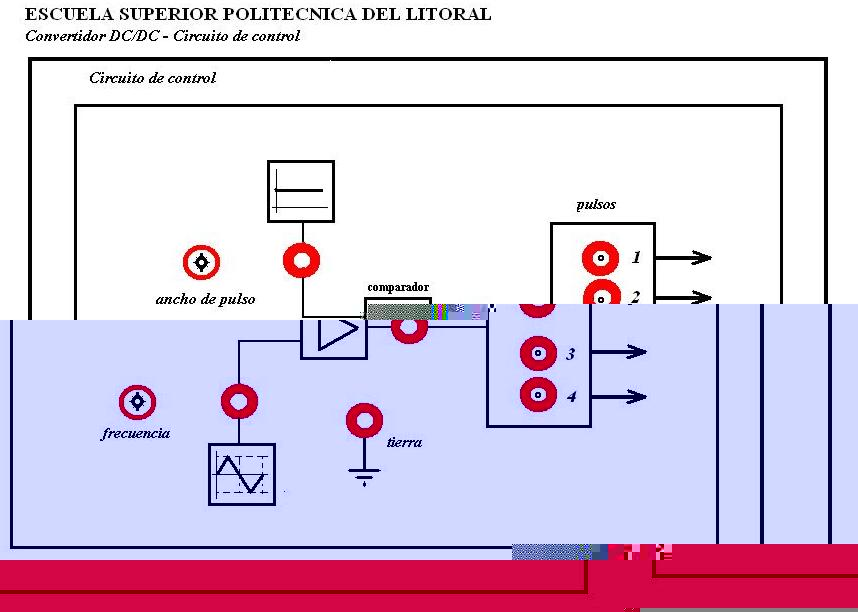 ESCUELA SUPERIOR POLITECNICA DEL LITORAL
Convertidor DC/DC - Circuito de control
Circuito de control
pulsos
1
ancho de pulso
comparador
2
3
4
frecuencia
tierra